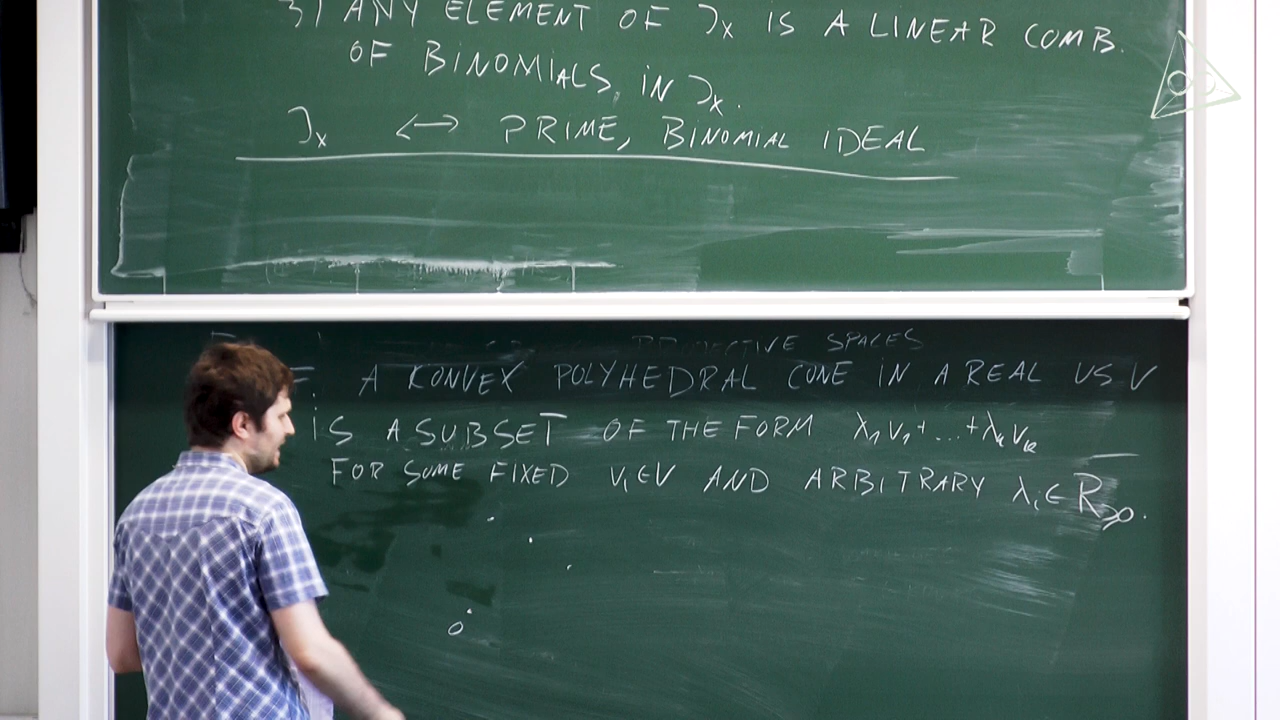 3) ANY ELEMENT OF Jx IS A LINEAR COMB.
OF BINOMIALS IN Jx.
Jx ↔ PRIME, BINOMIAL IDEAL
SPACES
A KONVEX POLYHEDRAL CONE IN A REAL VS V
IS A SUBSET OF THE FORM λ₁v₁+...+λₖvₖ
FOR SOME FIXED vᵢ∈V AND ARBITRARY λᵢ∈R≥0.
0